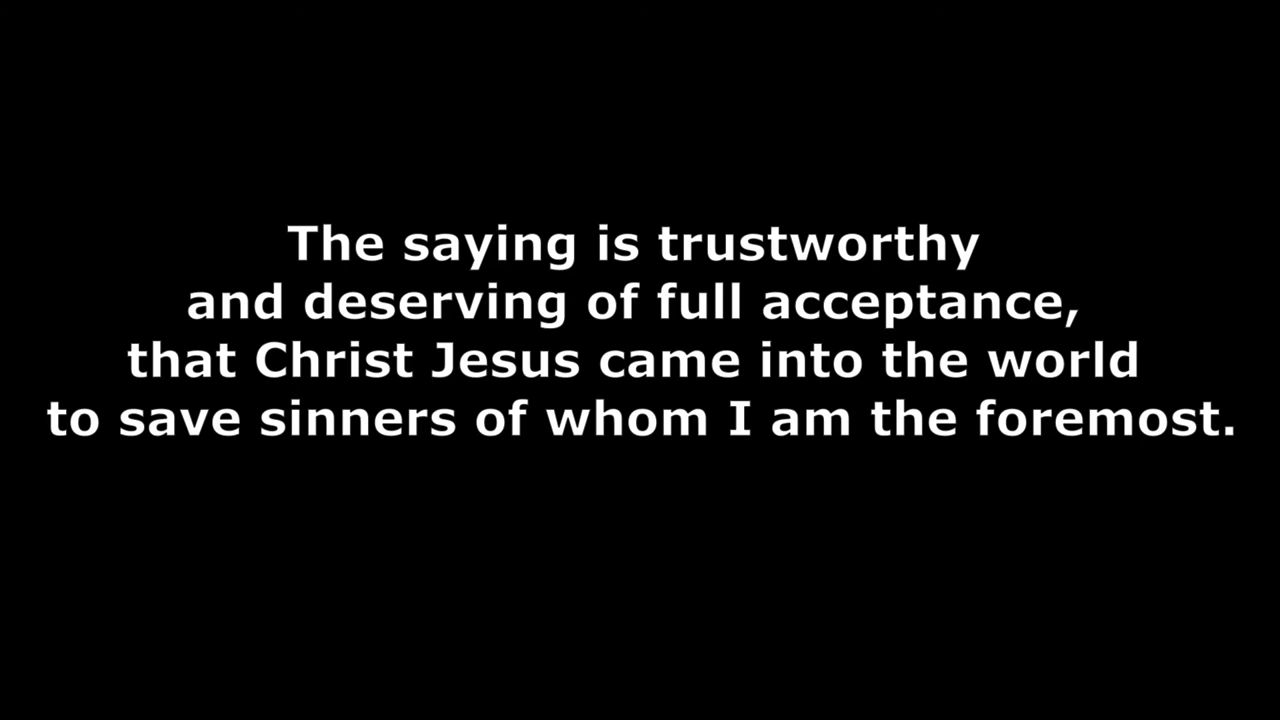 The saying is trustworthy
and deserving of full acceptance,
that Christ Jesus came into the world
to save sinners of whom I am the foremost.